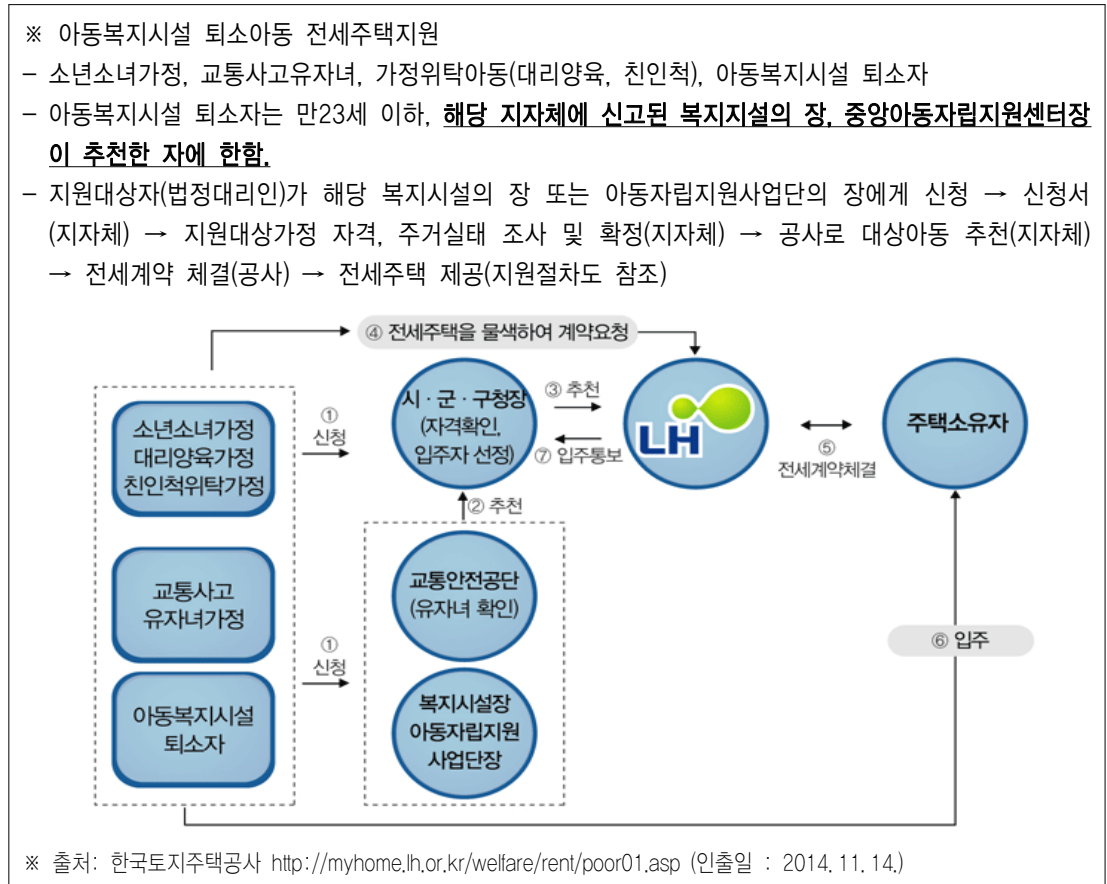 ※ 아동복지시설 퇴소아동 전세주택지원
- 소년소녀가정, 교통사고유자녀, 가정위탁아동(대리양육, 친인척), 아동복지시설 퇴소자
- 아동복지시설 퇴소자는 만23세 이하, 해당 지자체에 신고된 복지지설의 장, 중앙아동자립지원센터장
이 추천한 자에 한함.
- 지원대상자(법정대리인)가 해당 복지시설의 장 또는 아동자립지원사업단의 장에게 신청 → 신청서
(지자체) → 지원대상가정 자격, 주거실태 조사 및 확정(지자체) → 공사로 대상아동 추천(지자체)
→ 전세계약 체결(공사) → 전세주택 제공(지원절차도 참조)
④ 전세주택을 물색하여 계약요청
소년소녀가정
대리양육가정
친인척위탁가정
①
신청
시·군·구청장
(자격확인,
입주자 선정)
③ 추천
⑦ 입주통보
LH
⑤
전세계약체결
주택소유자
② 추천
교통사고
유자녀가정
교통안전공단
(유자녀 확인)
①
신청
⑥ 입주
아동복지시설
퇴소자
복지시설장
아동자립지원
사업단장
※ 출처: 한국토지주택공사 http://myhome.lh.or.kr/welfare/rent/poor01.asp (인출일 : 2014. 11. 14.)